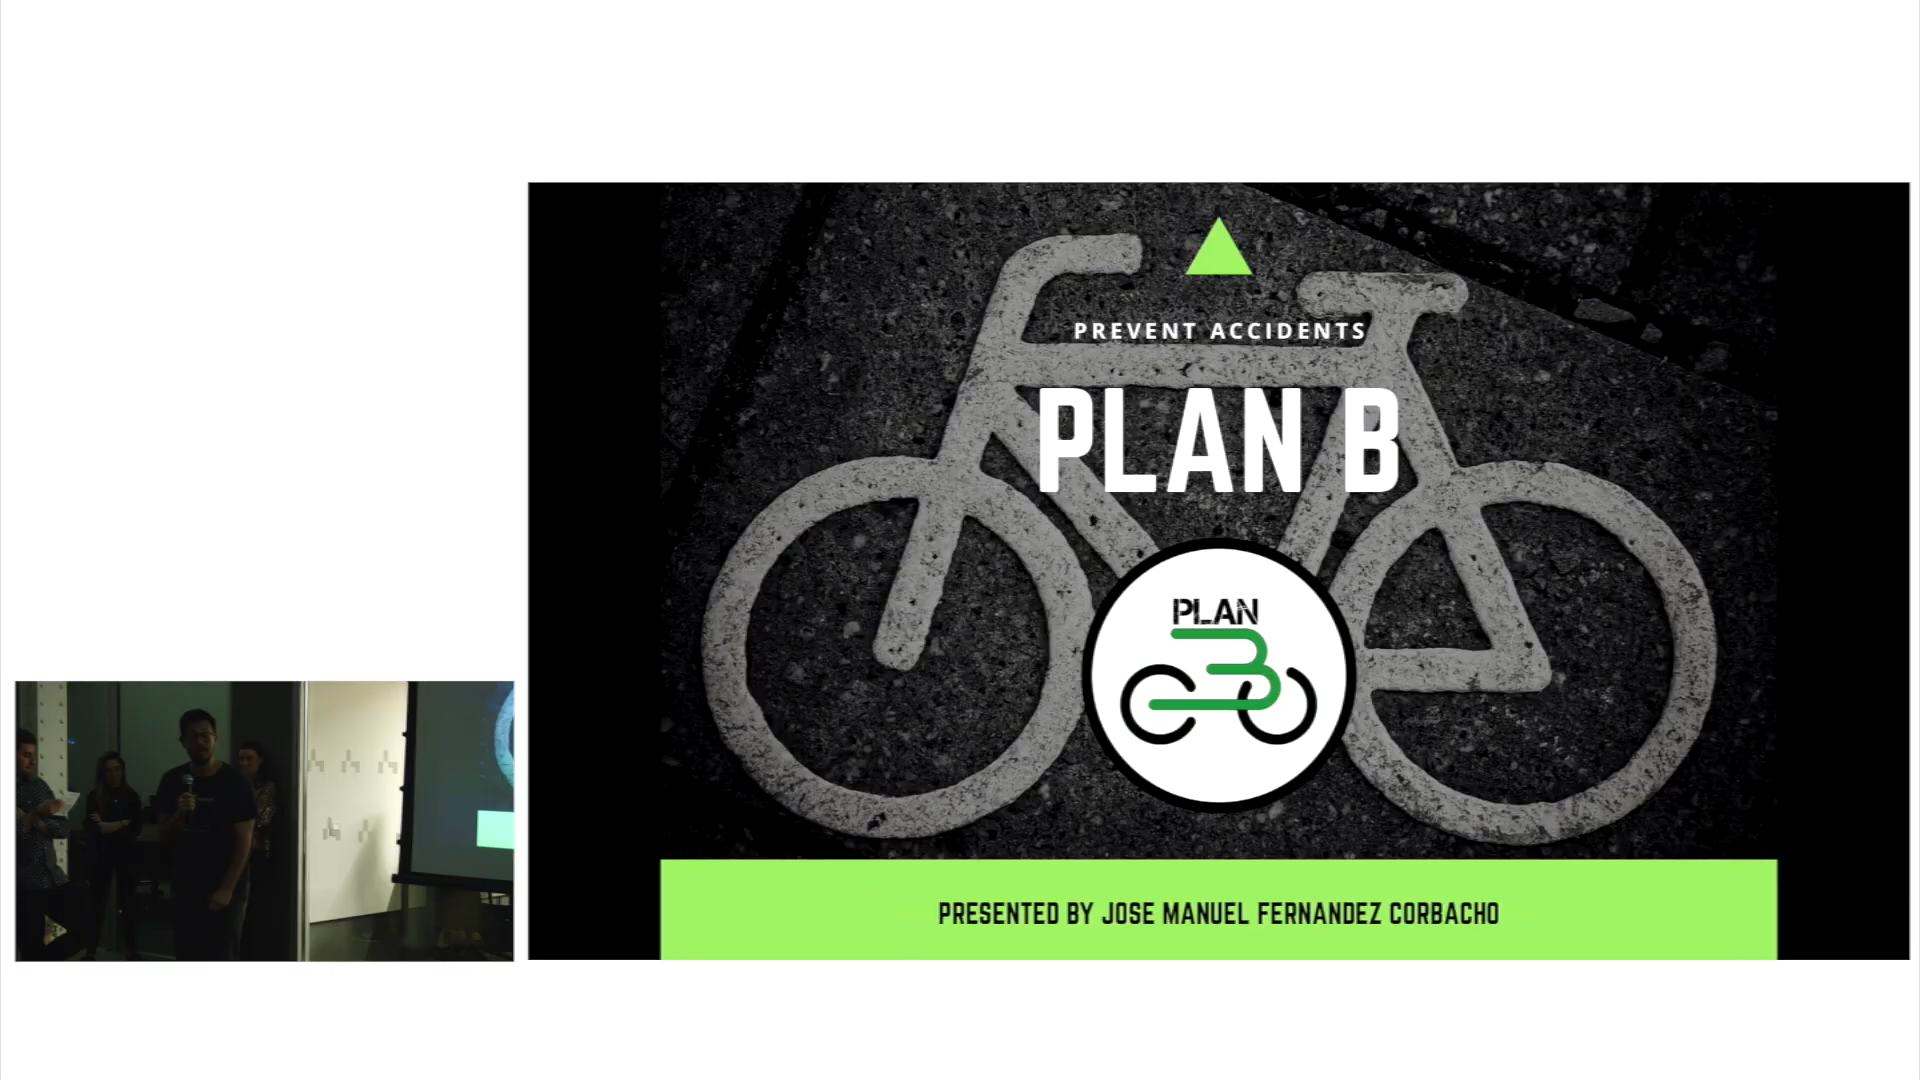 PREVENT ACCIDENTS
PLAN B
PLAN
B
PRESENTED BY JOSE MANUEL FERNANDEZ CORBACHO